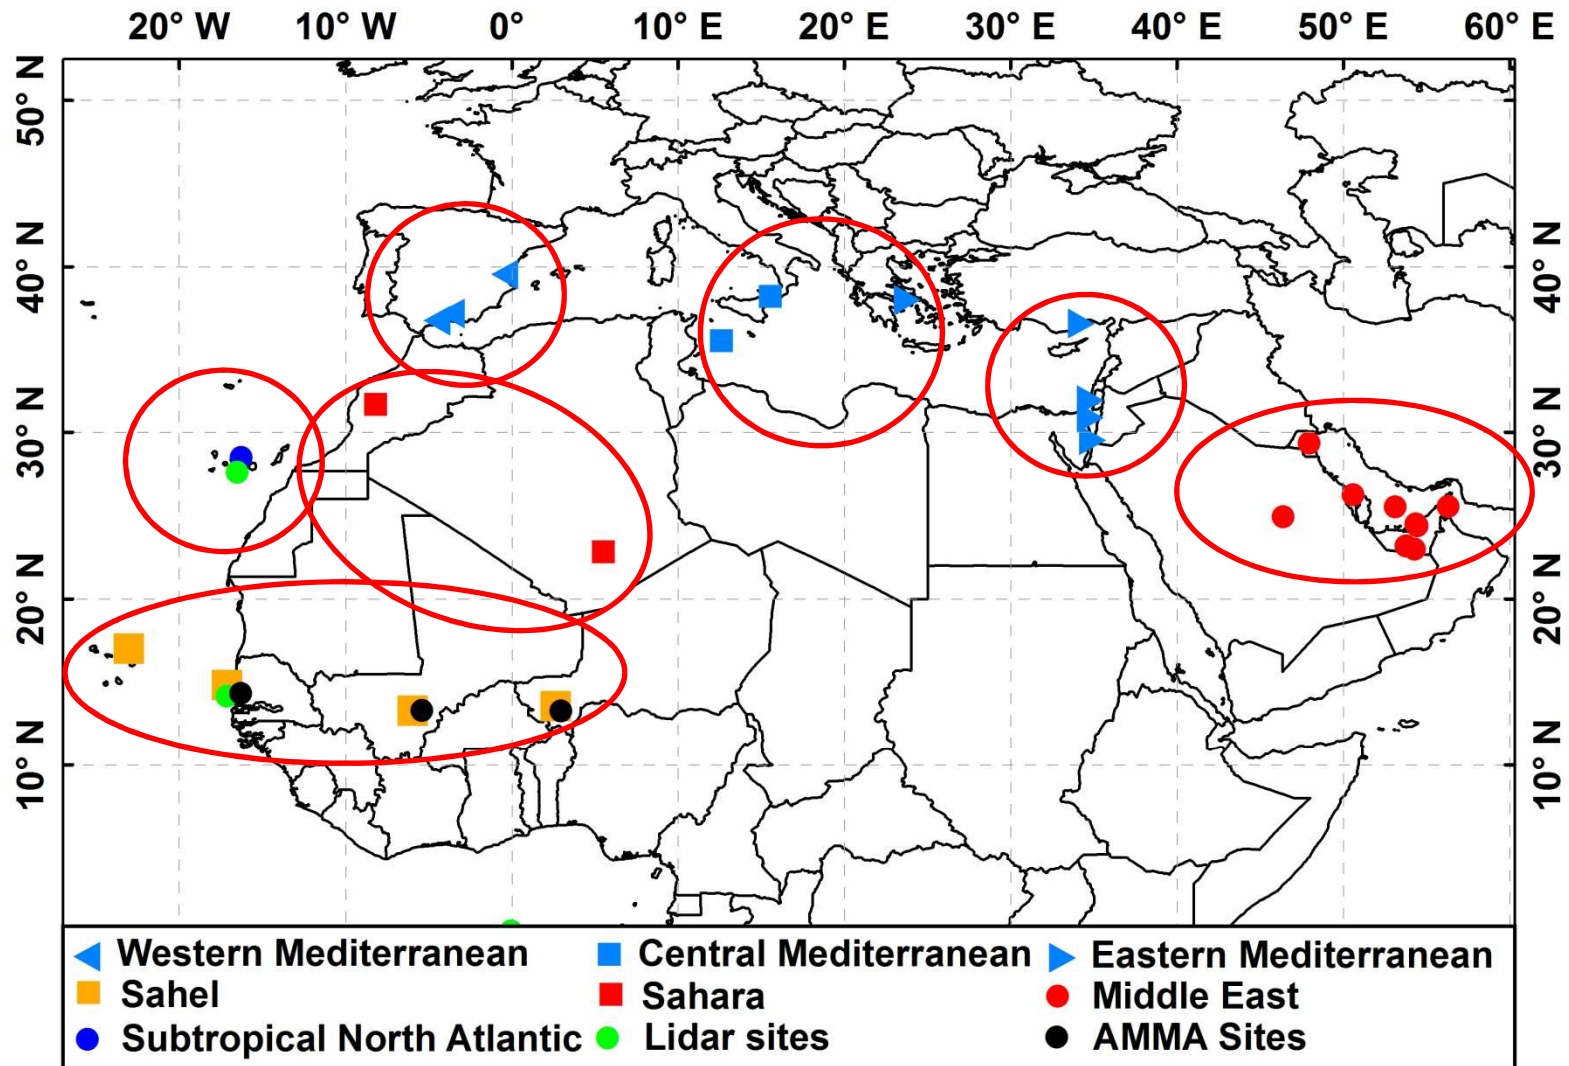 20° W 10° W 0° 10° E 20° E 30° E 40° E 50° E 60° E
50° N
40° N 40° N
30° N 30° N
20° N 20° N
10° N 10° N
Western Mediterranean Central Mediterranean Eastern Mediterranean
Sahel Sahara Middle East
Subtropical North Atlantic Lidar sites AMMA Sites